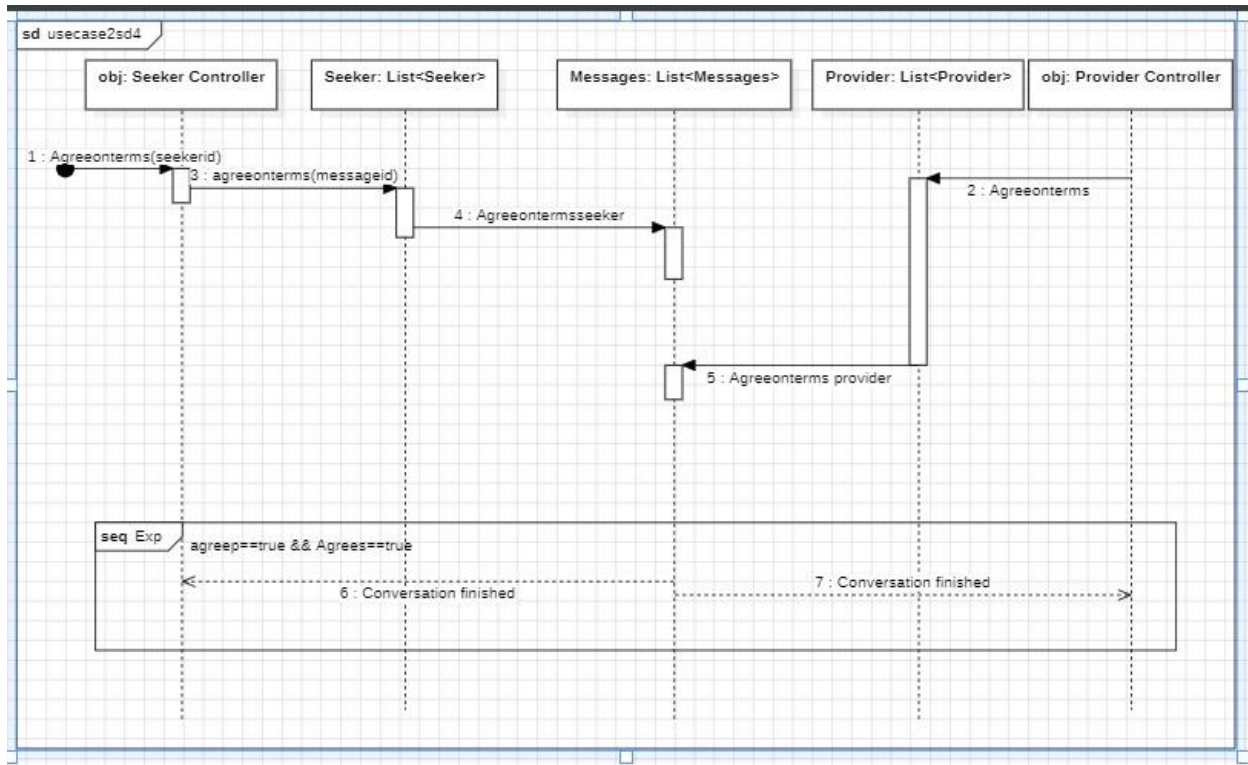 sd usecase2sd4
obj: Seeker Controller
Seeker: List<Seeker>
Messages: List<Messages>
Provider: List<Provider>
obj: Provider Controller
1 : Agreeonterms(seekerid)
3 : agreeonterms(messageid)
2 : Agreeonterms
4 : Agreeontermsseeker
5 : Agreeonterms provider
seq Exp
agreep==true && Agrees==true
6 : Conversation finished
7 : Conversation finished